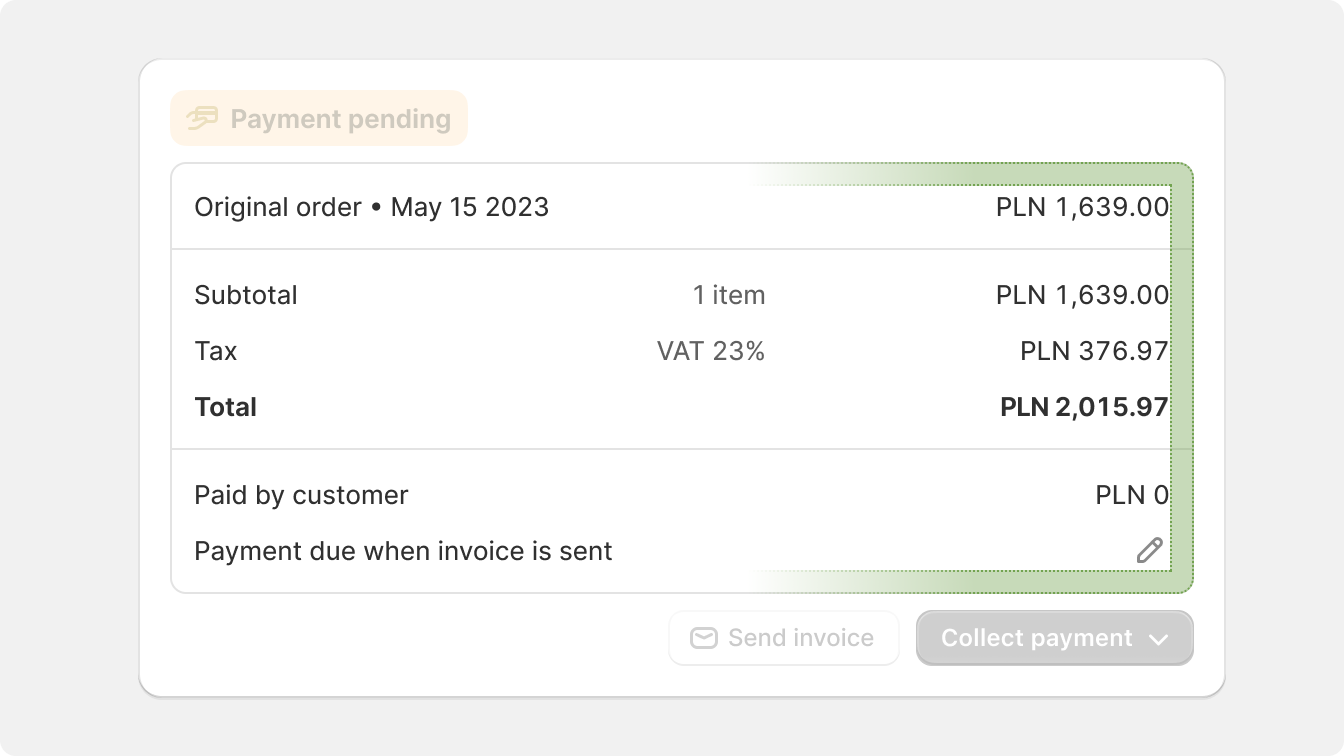 Payment pending
Original order • May 15 2023 PLN 1,639.00
Subtotal 1 item PLN 1,639.00
Tax VAT 23% PLN 376.97
Total PLN 2,015.97
Paid by customer PLN 0
Payment due when invoice is sent
Send invoice Collect payment